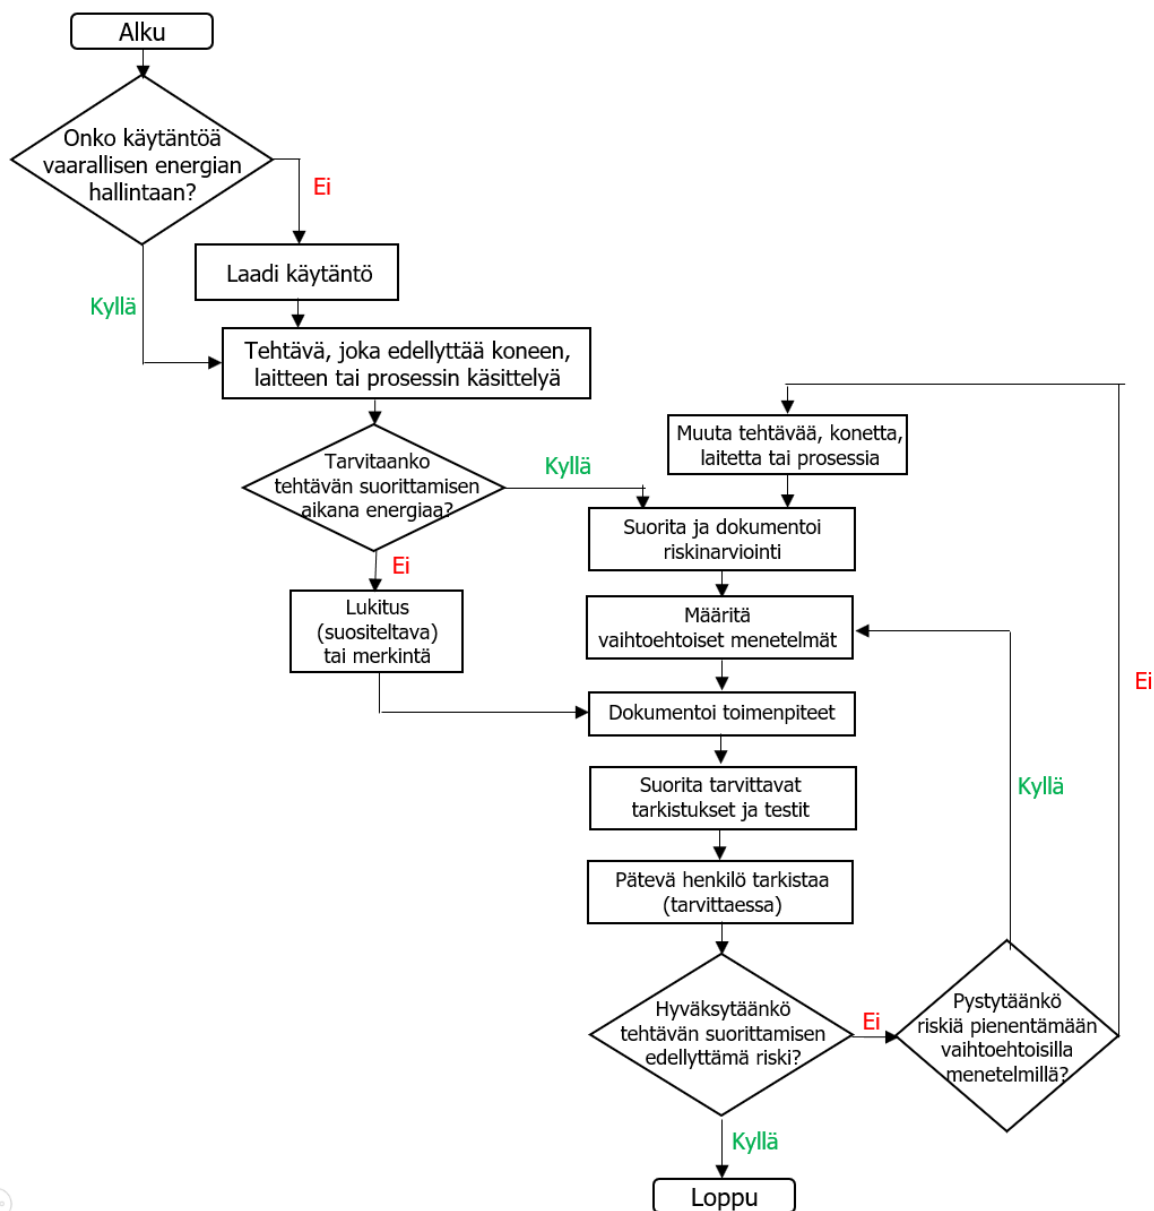 Alku
Onko käytäntöä
vaarallisen energian
hallintaan?
Ei
Laadi käytäntö
Kyllä
Tehtävä, joka edellyttää koneen,
laitteen tai prosessin käsittelyä
Muuta tehtävää, konetta,
laitetta tai prosessia
Tarvitaanko
tehtävän suorittamisen
aikana energiaa?
Kyllä
Suorita ja dokumentoi
riskinarviointi
Ei
Lukitus
(suositeltava)
tai merkintä
Määritä
vaihtoehtoiset menetelmät
Ei
Dokumentoi toimenpiteet
Suorita tarvittavat
tarkistukset ja testit
Kyllä
Pätevä henkilö tarkistaa
(tarvittaessa)
Hyväksytäänkö
tehtävän suorittamisen
edellyttämä riski?
Ei
Pystytäänkö
riskiä pienentämään
vaihtoehtoisilla
menetelmillä?
Kyllä
Loppu